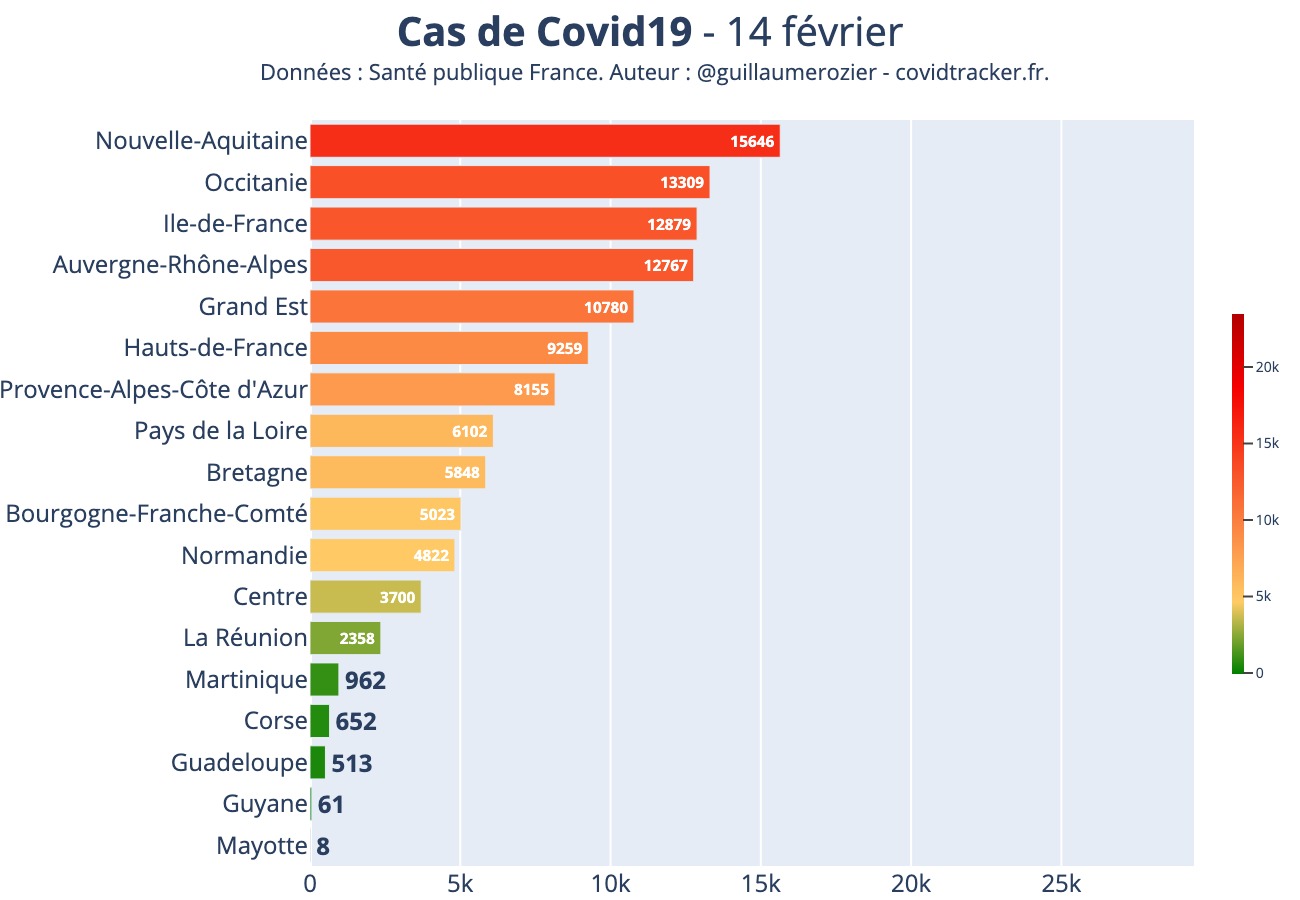 Cas de Covid19 - 14 février
Données : Santé publique France. Auteur : @guillaumerozier - covidtracker.fr.
Nouvelle-Aquitaine 15646
Occitanie 13309
Ile-de-France 12879
Auvergne-Rhône-Alpes 12767
Grand Est 10780
Hauts-de-France 9259
Provence-Alpes-Côte d'Azur 8155
Pays de la Loire 6102
Bretagne 5848
Bourgogne-Franche-Comté 5023
Normandie 4822
Centre 3700
La Réunion 2358
Martinique 962
Corse 652
Guadeloupe 513
Guyane 61
Mayotte 8
0 5k 10k 15k 20k 25k
20k
15k
10k
5k
0